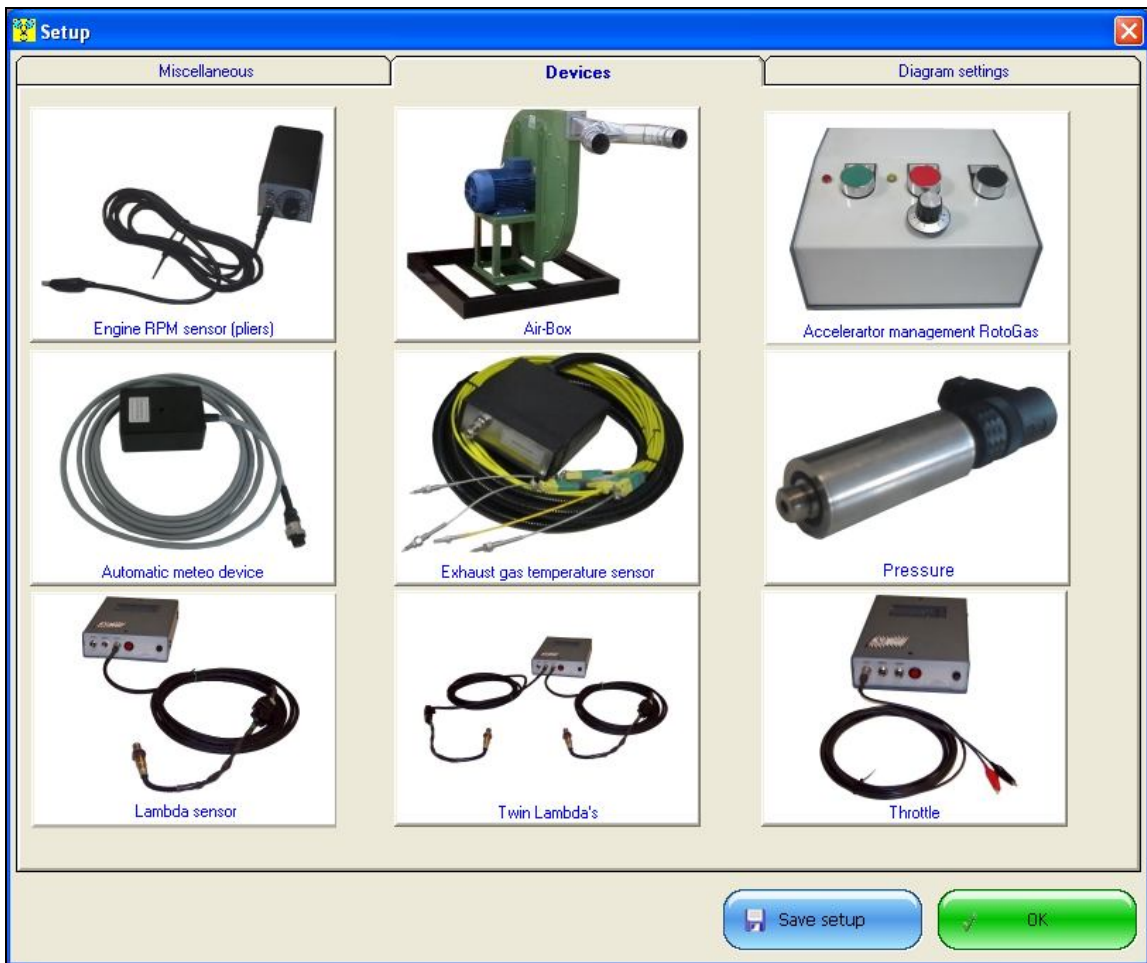 Setup
Miscellaneous
Devices
Diagram settings
Engine RPM sensor (pliers)
Air-Box
Accelerartor management RotoGas
Automatic meteo device
Exhaust gas temperature sensor
Pressure
Lambda sensor
Twin Lambda's
Throttle
Save setup
OK